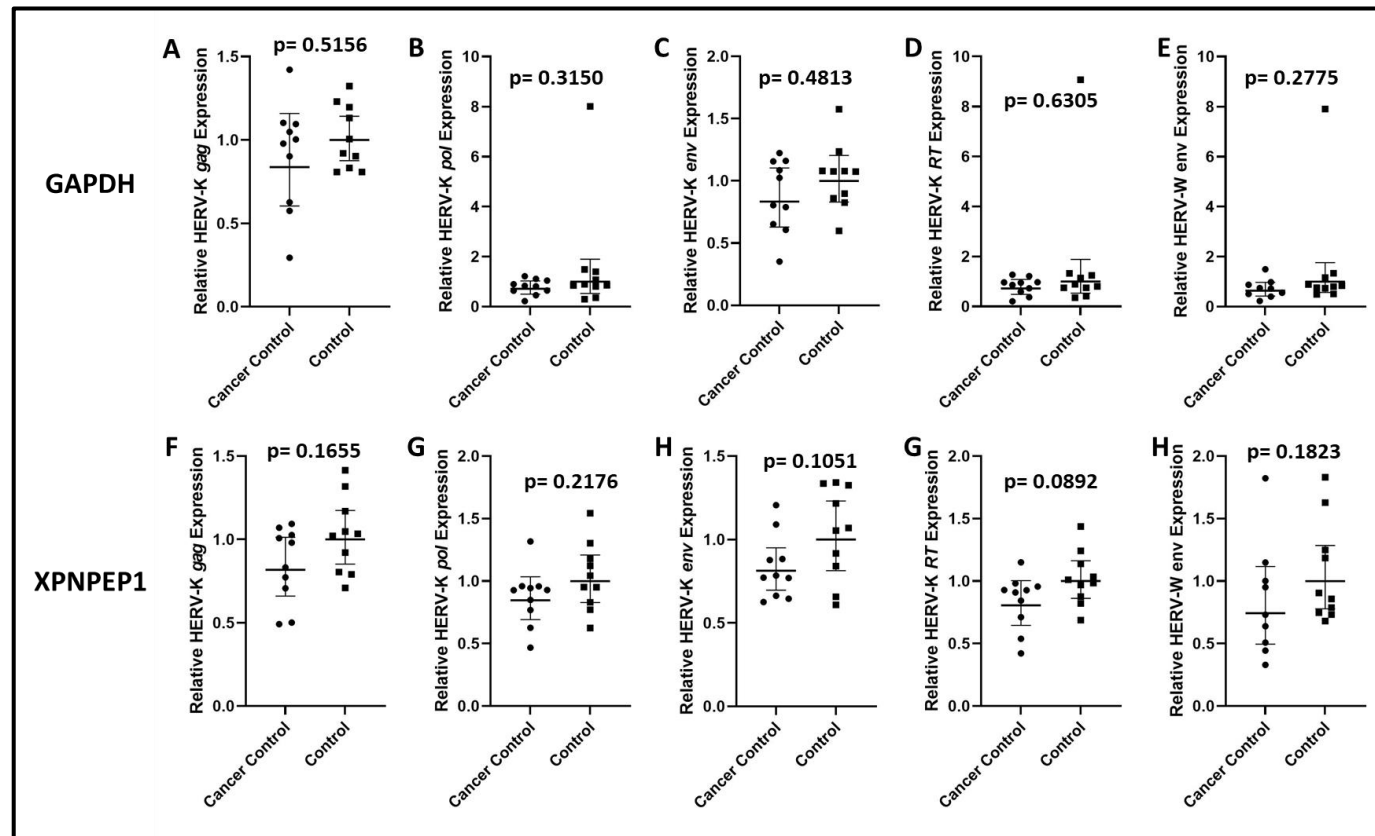 GAPDH
A
p= 0.5156
Relative HERV-K gag Expression
1.5
1.0
0.5
0.0
Cancer Control
Control
B
p= 0.3150
Relative HERV-K pol Expression
10
8
6
4
2
0
Cancer Control
Control
C
p= 0.4813
Relative HERV-K env Expression
2.0
1.5
1.0
0.5
0.0
Cancer Control
Control
D
p= 0.6305
Relative HERV-K RT Expression
10
8
6
4
2
0
Cancer Control
Control
E
p= 0.2775
Relative HERV-W env Expression
10
8
6
4
2
0
Cancer Control
Control
XPNPEP1
F
p= 0.1655
Relative HERV-K gag Expression
1.5
1.0
0.5
0.0
Cancer Control
Control
G
p= 0.2176
Relative HERV-K pol Expression
2.0
1.5
1.0
0.5
0.0
Cancer Control
Control
H
p= 0.1051
Relative HERV-K env Expression
1.5
1.0
0.5
0.0
Cancer Control
Control
G
p= 0.0892
Relative HERV-K RT Expression
2.0
1.5
1.0
0.5
0.0
Cancer Control
Control
H
p= 0.1823
Relative HERV-W env Expression
2.0
1.5
1.0
0.5
0.0
Cancer Control
Control